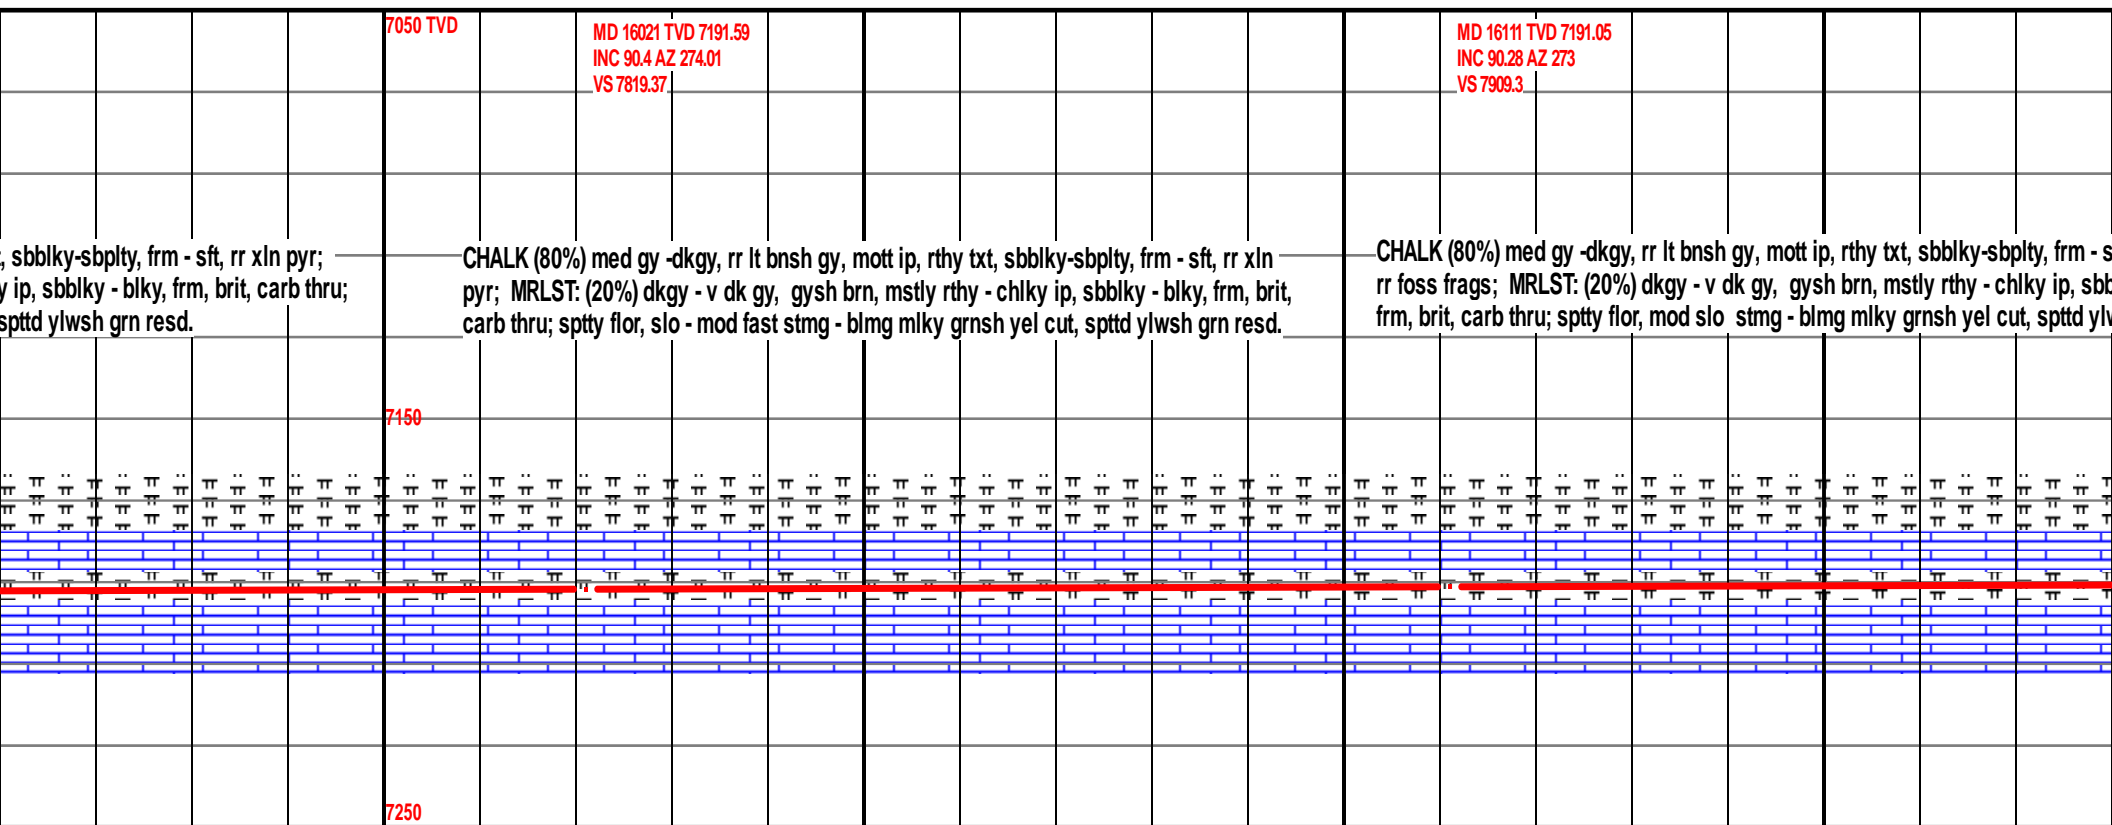 7050 TVD
MD 16021 TVD 7191.59
INC 90.4 AZ 274.01
VS 7819.37
MD 16111 TVD 7191.05
INC 90.28 AZ 273
VS 7909.3
, sbblky-sbplty, frm - sft, rr xln pyr;
ip, sbblky - blky, frm, brit, carb thru;
spttd ylwsh grn resd.
CHALK (80%) med gy -dkgy, rr lt bnsh gy, mott ip, rthy txt, sbblky-sbplty, frm - sft, rr xln
pyr; MRLST: (20%) dkgy - v dk gy, gysh brn, mstly rthy - chlky ip, sbblky - blky, frm, brit,
carb thru; sptty flor, slo - mod fast stmg - blmg mlky grnsh yel cut, spttd ylwsh grn resd.
CHALK (80%) med gy -dkgy, rr lt bnsh gy, mott ip, rthy txt, sbblky-sbplty, frm -
rr foss frags; MRLST: (20%) dkgy - v dk gy, gysh brn, mstly rthy - chlky ip,
frm, brit, carb thru; sptty flor, mod slo stmg - blmg mlky grnsh yel cut, spttd
7150
7250